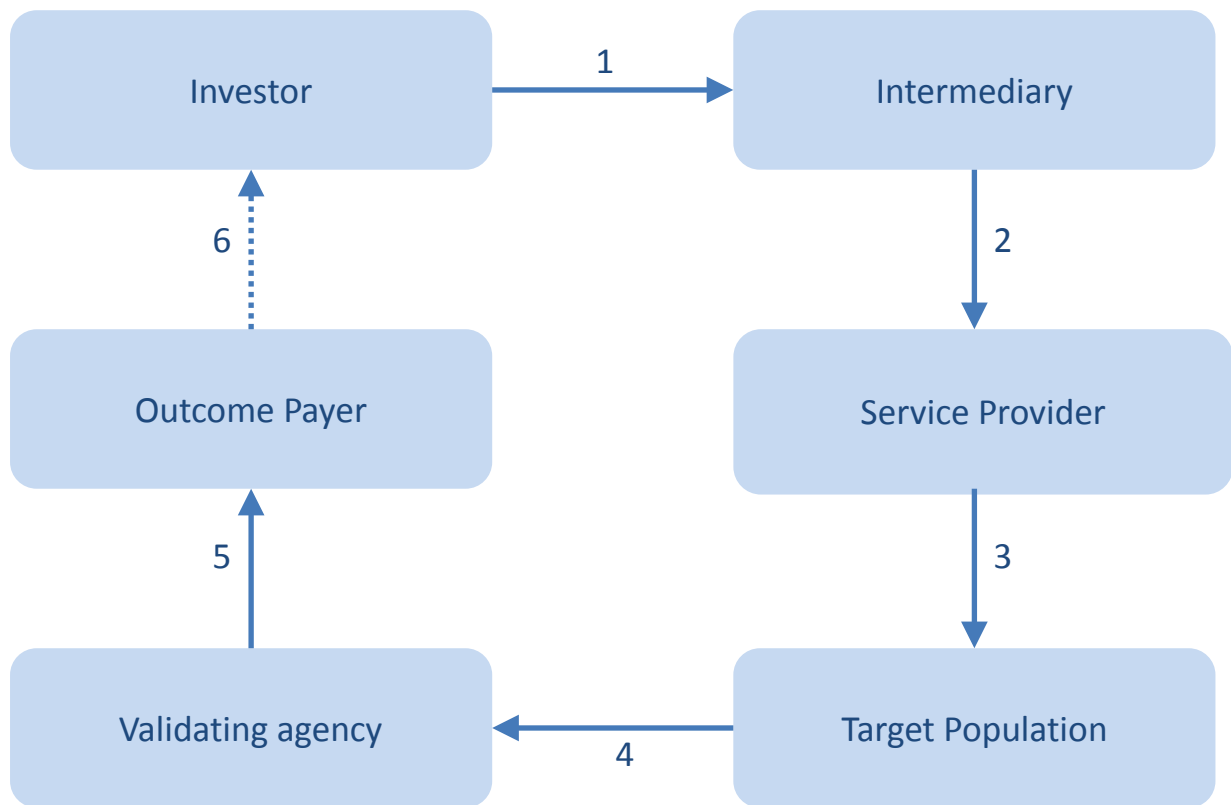 Investor
1
Intermediary
6
2
Outcome Payer
Service Provider
5
3
Validating agency
4
Target Population